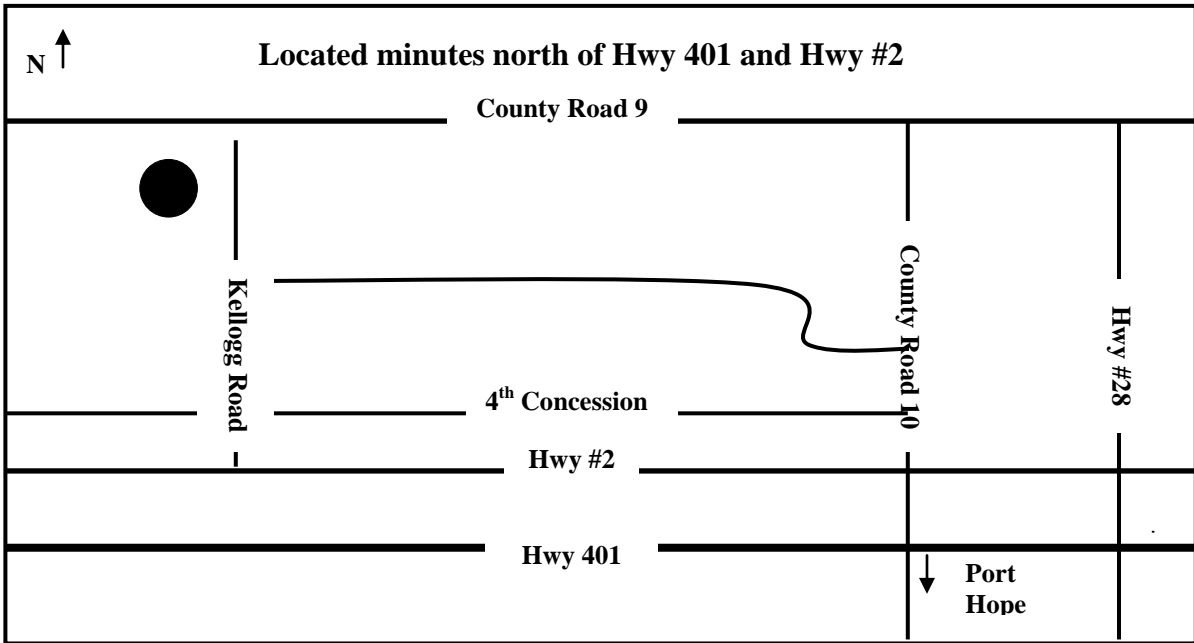 N
Located minutes north of Hwy 401 and Hwy #2
County Road 9
Kellogg Road
County Road 10
Hwy #28
4th Concession
Hwy #2
Hwy 401
Port
Hope